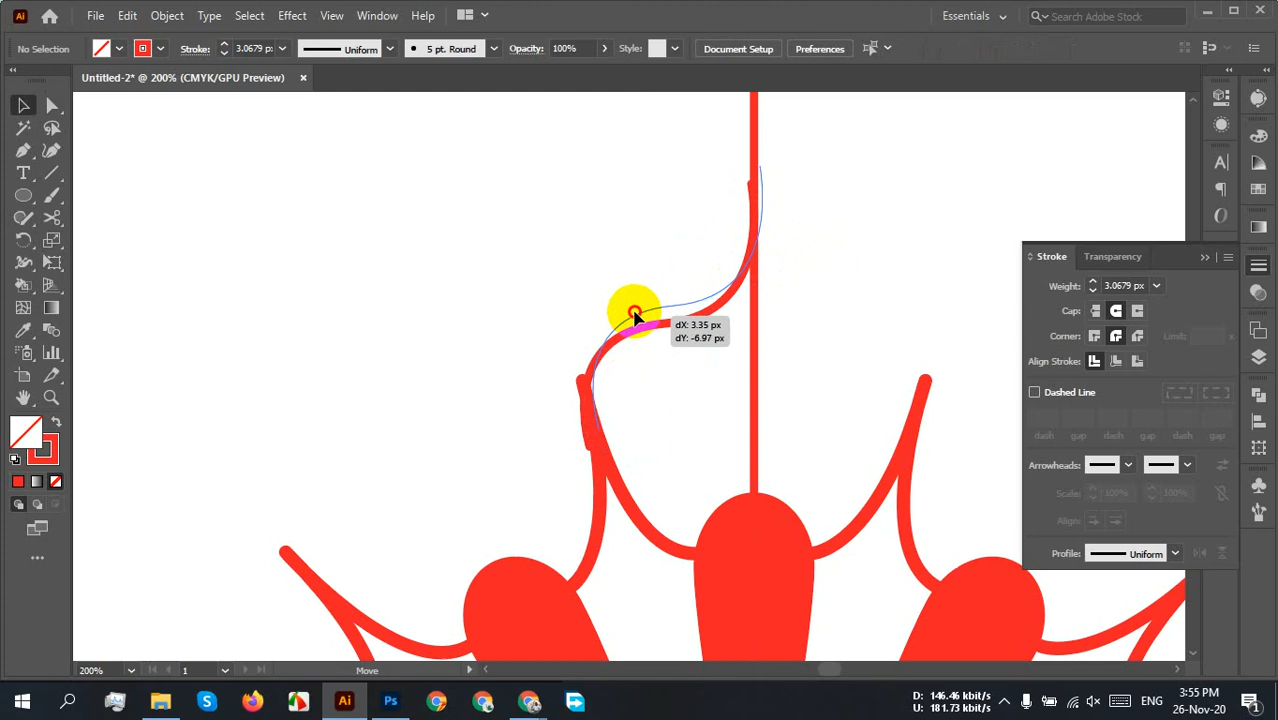 Ai File Edit Object Type Select Effect View Window Help Essentials Search Adobe Stock
No Selection Stroke: 3.0679 px Uniform 5 pt. Round Opacity: 100% Style: Document Setup Preferences
Untitled-2* @ 200% (CMYK/GPU Preview) ×
Stroke Transparency
Weight: 3.0679 px
Cap:
Corner: Limit: x
Align Stroke:
Dashed Line
dash gap dash gap dash gap
Arrowheads:
Scale: 100% 100%
Align:
Profile: Uniform
dX: 3.35 px
dY: -6.97 px
200% 1 Move
Ai Ps
D: 146.46 kbit/s
U: 181.73 kbit/s
ENG
3:55 PM
26-Nov-20
1